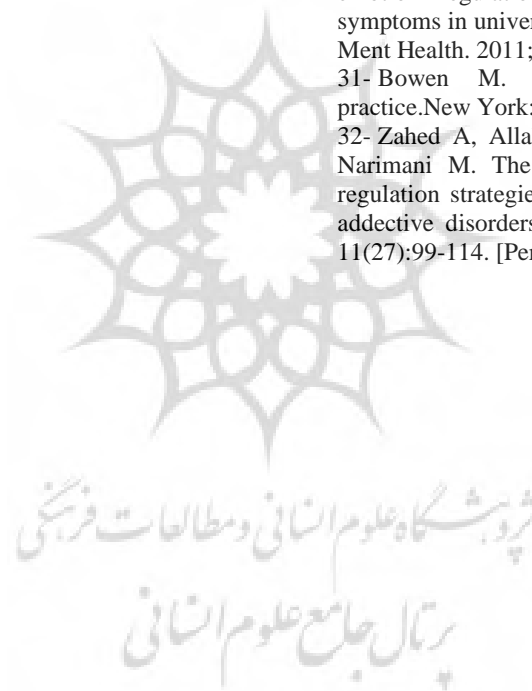 symptoms in univer
Ment Health. 2011;
31- Bowen M.
practice.New York:
32- Zahed A, Alla
Narimani M. The
regulation strategie
addective disorders
11(27):99-114. [Per
پژوهشگاه علوم انسانی و مطالعات فرهنگی
پرتال جامع علوم انسانی